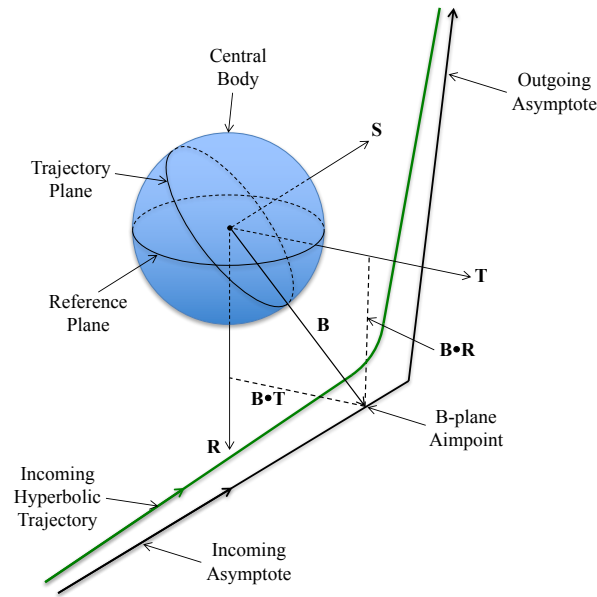 Central
Body
Outgoing
Asymptote
S
Trajectory
Plane
T
Reference
Plane
B
B•R
B•T
B-plane
Aimpoint
R
Incoming
Hyperbolic
Trajectory
Incoming
Asymptote